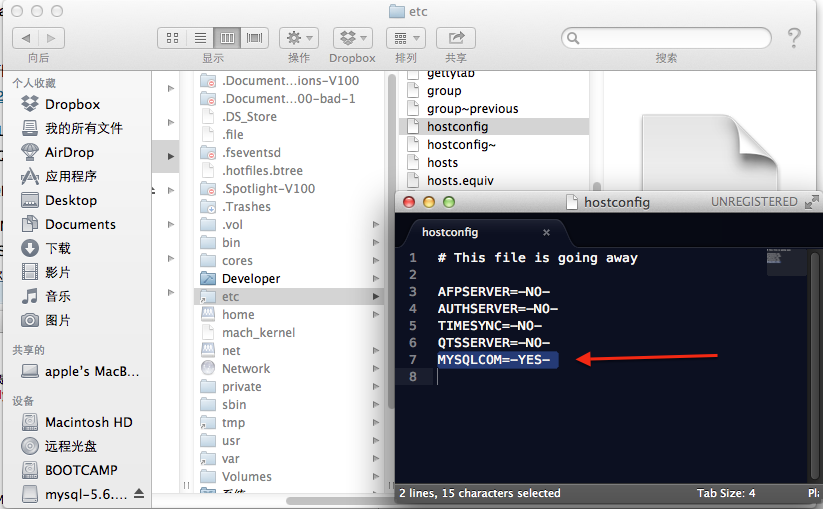 etc
向后
显示
操作
Dropbox
排列
共享
搜索
个人收藏
Dropbox
我的所有文件
AirDrop
应用程序
Desktop
Documents
下载
影片
音乐
图片
共享的
apple's MacB...
设备
Macintosh HD
远程光盘
BOOTCAMP
mysql-5.6....
.Document...ions-V100
.Document...00-bad-1
.DS_Store
.file
.fseventsd
.hotfiles.btree
.Spotlight-V100
.Trashes
.vol
bin
cores
Developer
etc
home
mach_kernel
net
Network
private
sbin
tmp
usr
var
Volumes
系统
gettytab
group
group~previous
hostconfig
hostconfig~
hosts
hosts.equiv
hostconfig UNREGISTERED
hostconfig ×
1 # This file is going away
2
3 AFPSERVER=-NO-
4 AUTHSERVER=-NO-
5 TIMESYNC=-NO-
6 QTSSERVER=-NO-
7 MYSQLCOM=-YES-
8
2 lines, 15 characters selected Tab Size: 4 Pl